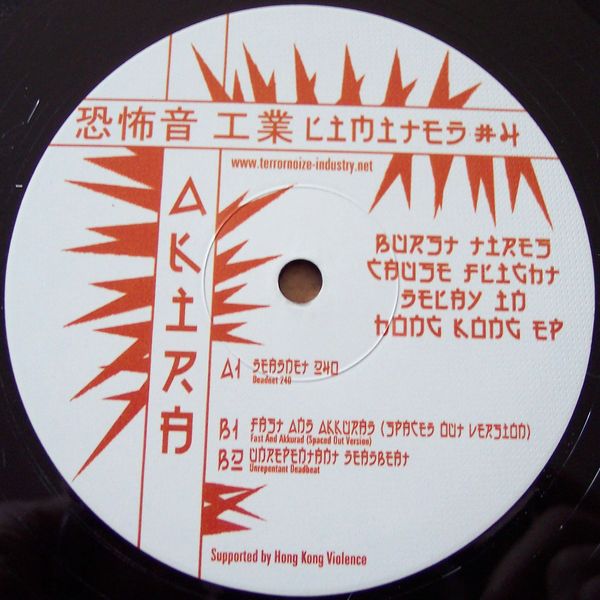 恐怖音 工業 LIMITED #4
www.terrornoize-industry.net
AKIRA
BURST TIRES
CAUSE FLIGHT
DELAY IN
HONG KONG EP
A1 DEADNET 240
Deadnet 240
B1 FAST AND AKKURAD (SPACED OUT VERSION)
Fast And Akkurad (Spaced Out Version)
B2 UNREPENTANT DEADBEAT
Unrepentant Deadbeat
Supported by Hong Kong Violence